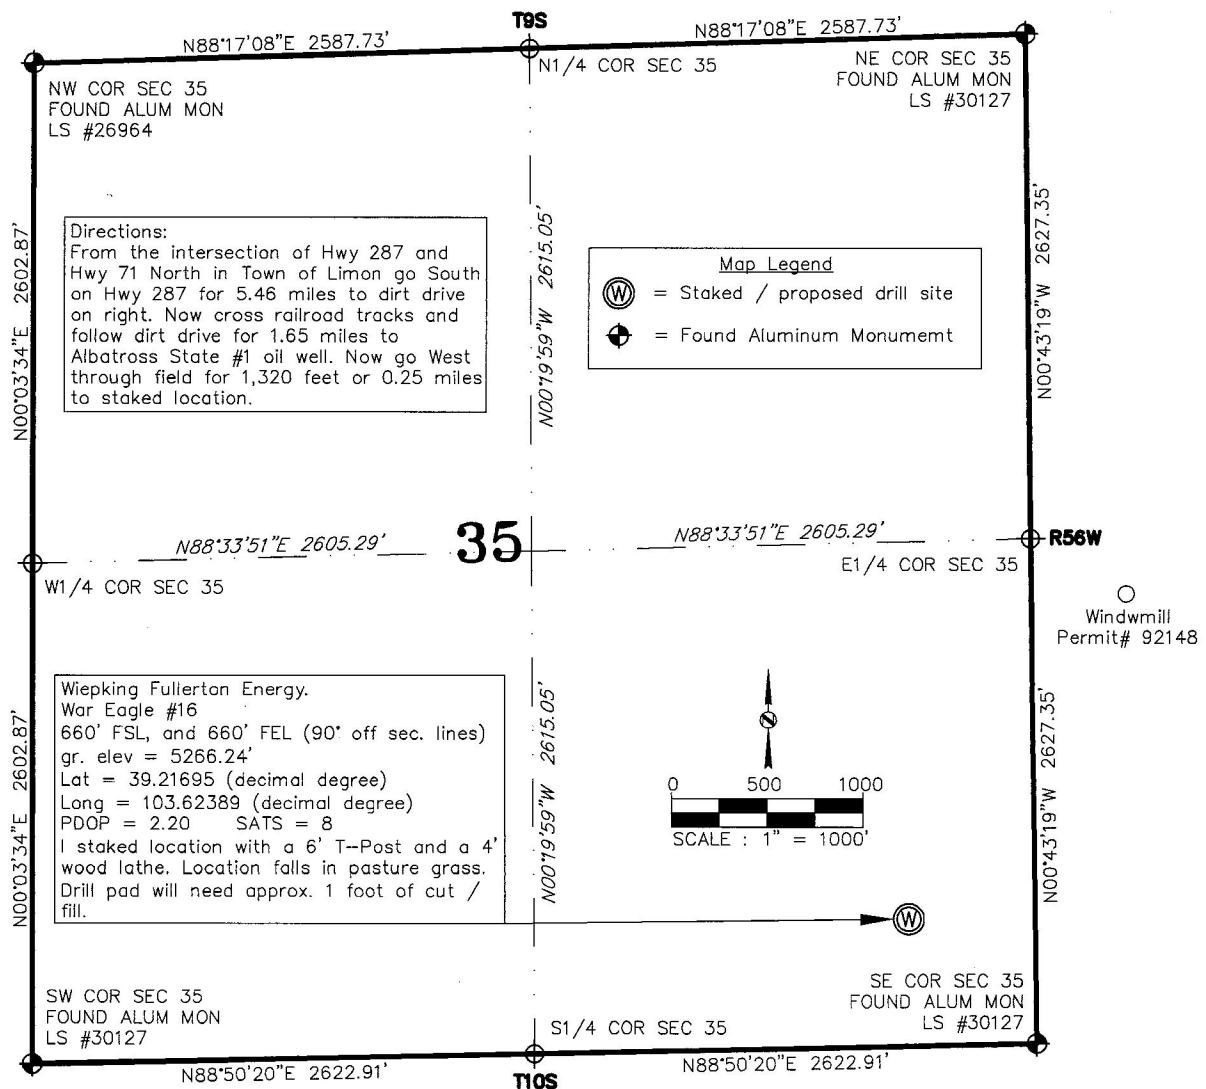 T9S
N88°17'08"E 2587.73'
N88°17'08"E 2587.73'
N1/4 COR SEC 35
NW COR SEC 35
FOUND ALUM MON
LS #26964
NE COR SEC 35
FOUND ALUM MON
LS #30127
N00°03'34"E 2602.87'
Directions:
From the intersection of Hwy 287 and
Hwy 71 North in Town of Limon go South
on Hwy 287 for 5.46 miles to dirt drive
on right. Now cross railroad tracks and
follow dirt drive for 1.65 miles to
Albatross State #1 oil well. Now go West
through field for 1,320 feet or 0.25 miles
to staked location.
N00°19'59"W 2615.05'
Map Legend
W = Staked / proposed drill site
= Found Aluminum Monumemt
N00°43'19"W 2627.35'
N88°33'51"E 2605.29'
35
N88°33'51"E 2605.29'
R56W
W1/4 COR SEC 35
E1/4 COR SEC 35
Windwmill
Permit# 92148
N00°03'34"E 2602.87'
Wiepking Fullerton Energy.
War Eagle #16
660' FSL, and 660' FEL (90° off sec. lines)
gr. elev = 5266.24'
Lat = 39.21695 (decimal degree)
Long = 103.62389 (decimal degree)
PDOP = 2.20 SATS = 8
I staked location with a 6' T-Post and a 4'
wood lathe. Location falls in pasture grass.
Drill pad will need approx. 1 foot of cut /
fill.
N00°19'59"W 2615.05'
N
0 500 1000
SCALE : 1" = 1000'
N00°43'19"W 2627.35'
W
SW COR SEC 35
FOUND ALUM MON
LS #30127
S1/4 COR SEC 35
SE COR SEC 35
FOUND ALUM MON
LS #30127
N88°50'20"E 2622.91'
T10S
N88°50'20"E 2622.91'